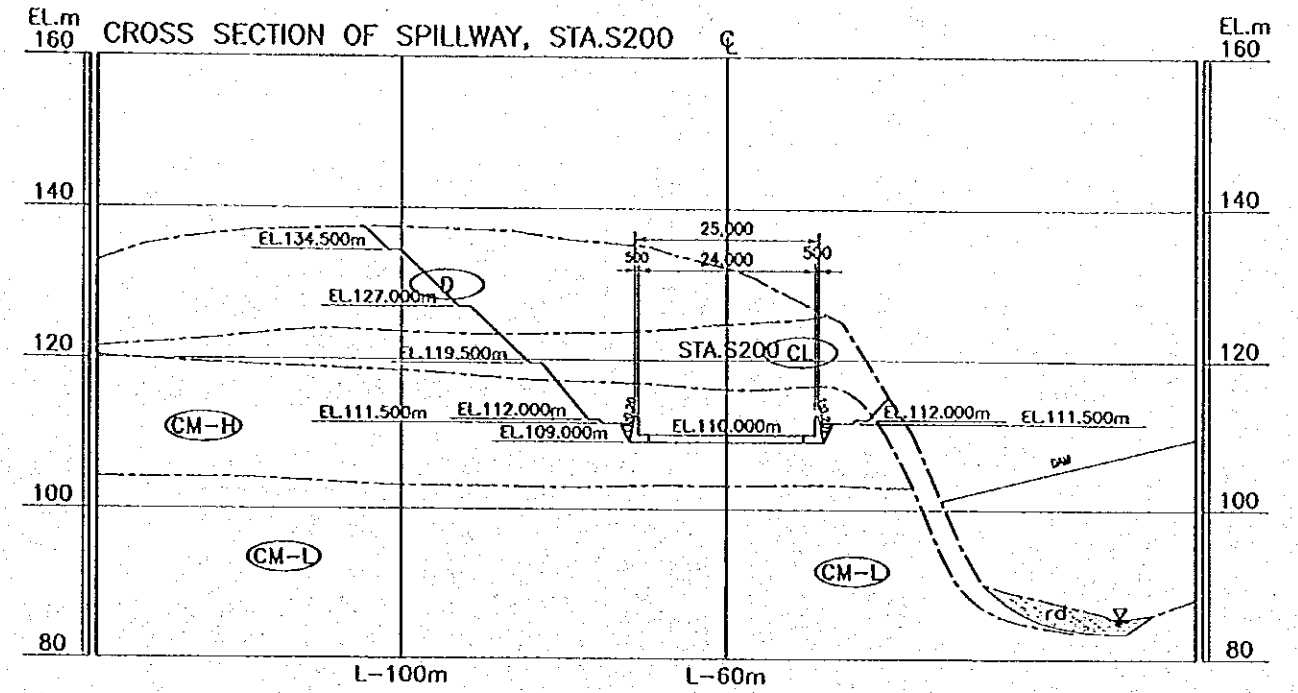 EL.m
160
CROSS SECTION OF SPILLWAY, STA.S200
℄
EL.m
160
140
140
25,000
500
24,000
500
EL.134.500m
D
EL.127.000m
120
EL.119.500m
STA.S200
CL
120
CM-H
EL.111.500m
EL.112.000m
EL.109.000m
EL.110.000m
EL.112.000m
EL.111.500m
DAM
100
100
CM-L
CM-L
rd
80
80
L-100m
L-60m